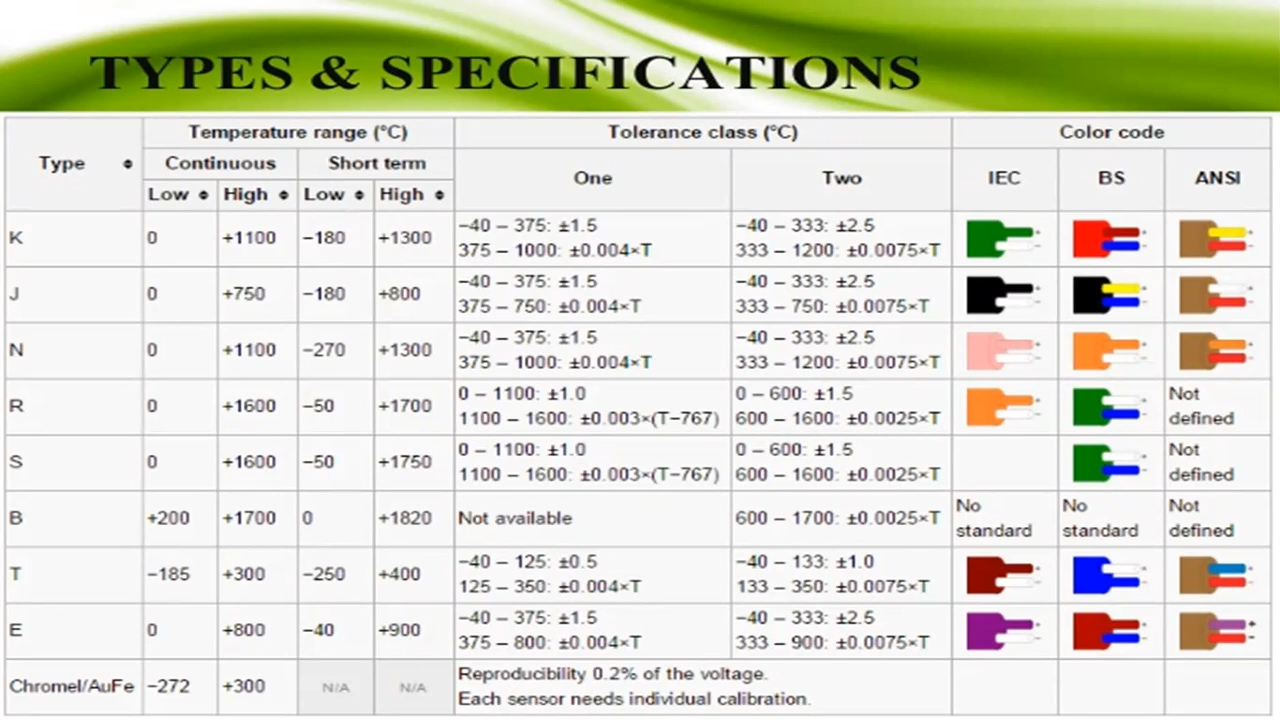 TYPES & SPECIFICATIONS
Type Temperature range (°C) Tolerance class (°C) Color code
Continuous Short term One Two IEC BS ANSI
Low High Low High
K 0 +1100 −180 +1300 −40 – 375: ±1.5 −40 – 333: ±2.5
375 – 1000: ±0.004×T 333 – 1200: ±0.0075×T
J 0 +750 −180 +800 −40 – 375: ±1.5 −40 – 333: ±2.5
375 – 750: ±0.004×T 333 – 750: ±0.0075×T
N 0 +1100 −270 +1300 −40 – 375: ±1.5 −40 – 333: ±2.5
375 – 1000: ±0.004×T 333 – 1200: ±0.0075×T
R 0 +1600 −50 +1700 0 – 1100: ±1.0 0 – 600: ±1.5 Not
1100 – 1600: ±0.003×(T−767) 600 – 1600: ±0.0025×T defined
S 0 +1600 −50 +1750 0 – 1100: ±1.0 0 – 600: ±1.5 Not
1100 – 1600: ±0.003×(T−767) 600 – 1600: ±0.0025×T defined
B +200 +1700 0 +1820 Not available 600 – 1700: ±0.0025×T No No Not
standard standard defined
T −185 +300 −250 +400 −40 – 125: ±0.5 −40 – 133: ±1.0
125 – 350: ±0.004×T 133 – 350: ±0.0075×T
E 0 +800 −40 +900 −40 – 375: ±1.5 −40 – 333: ±2.5
375 – 800: ±0.004×T 333 – 900: ±0.0075×T
Chromel/AuFe −272 +300 N/A N/A Reproducibility 0.2% of the voltage.
Each sensor needs individual calibration.